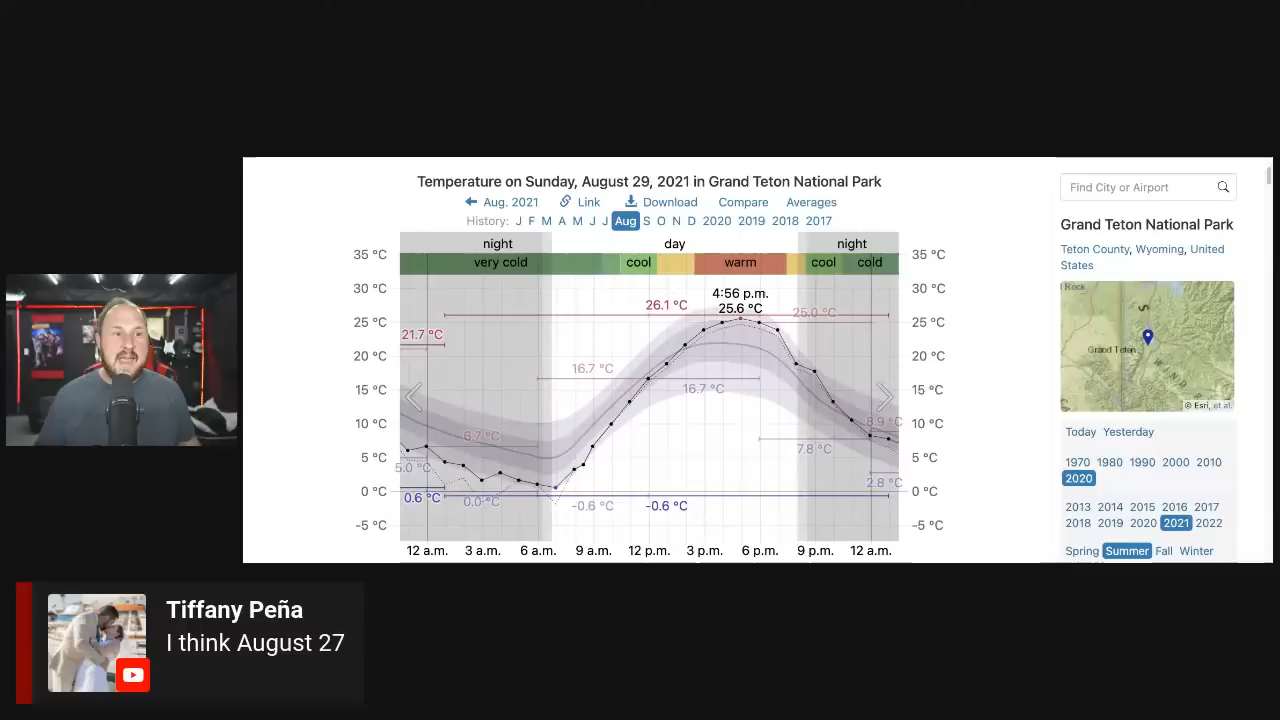 Temperature on Sunday, August 29, 2021 in Grand Teton National Park
Aug. 2021 Link Download Compare Averages
History: J F M A M J J Aug S O N D 2020 2019 2018 2017
night day night
35 °C very cold cool warm cool cold 35 °C
30 °C 4:56 p.m. 30 °C
26.1 °C 25.6 °C 25.0 °C
25 °C 25 °C
21.7 °C
20 °C 20 °C
16.7 °C
15 °C 16.7 °C 15 °C
10 °C 8.9 °C 10 °C
6.7 °C 7.8 °C
5 °C 5.0 °C 5 °C
2.8 °C
0 °C 0.6 °C 0.0 °C -0.6 °C -0.6 °C 0 °C
-5 °C -5 °C
12 a.m. 3 a.m. 6 a.m. 9 a.m. 12 p.m. 3 p.m. 6 p.m. 9 p.m. 12 a.m.
Find City or Airport
Grand Teton National Park
Teton County, Wyoming, United
States
Rock
Grand Teton
© Esri, et al.
Today Yesterday
1970 1980 1990 2000 2010
2020
2013 2014 2015 2016 2017
2018 2019 2020 2021 2022
Spring Summer Fall Winter
Tiffany Peña
I think August 27